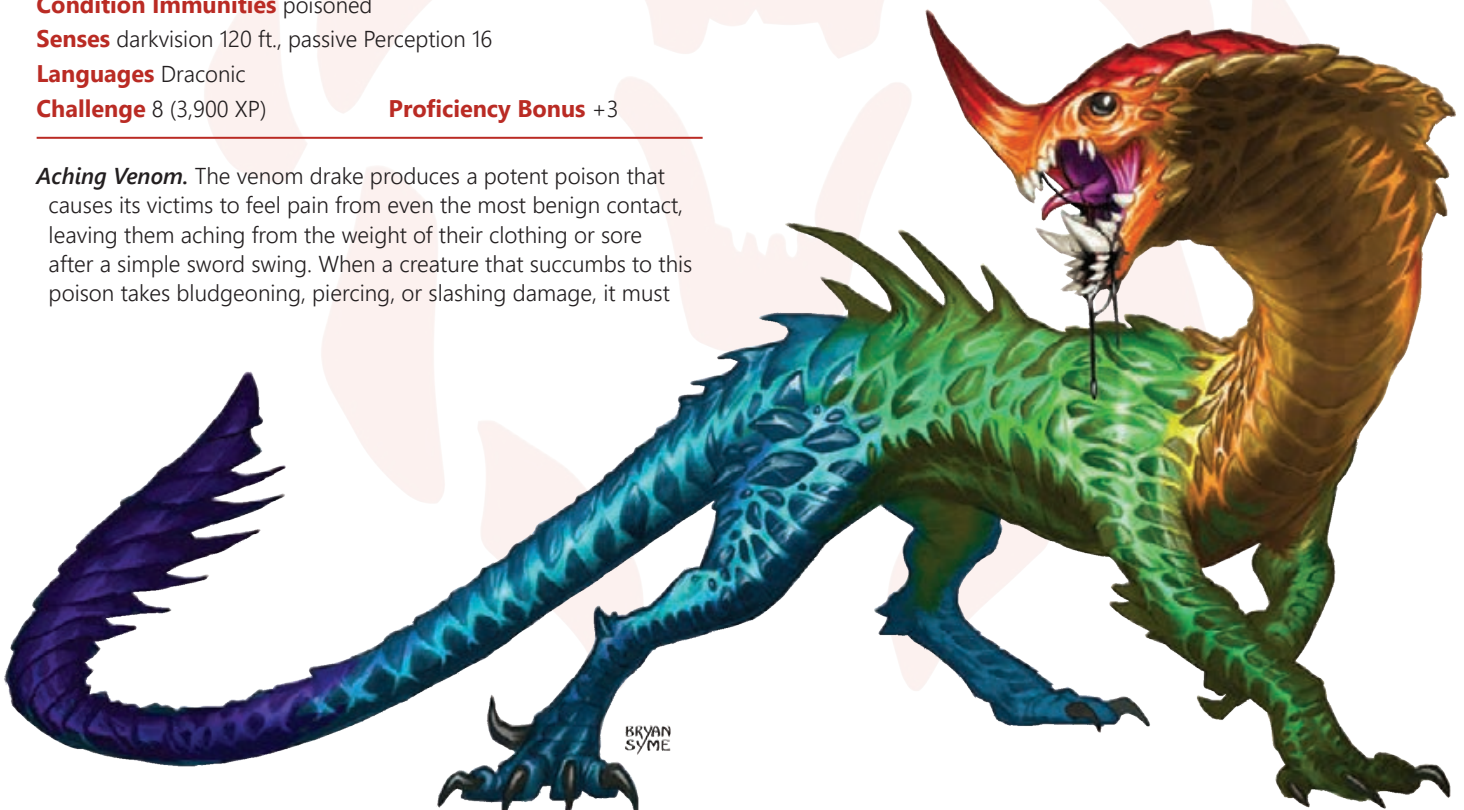 Condition Immunities poisoned
Senses darkvision 120 ft., passive Perception 16
Languages Draconic
Challenge 8 (3,900 XP) Proficiency Bonus +3
Aching Venom. The venom drake produces a potent poison that
causes its victims to feel pain from even the most benign contact,
leaving them aching from the weight of their clothing or sore
after a simple sword swing. When a creature that succumbs to this
poison takes bludgeoning, piercing, or slashing damage, it must
BRYAN
SYME